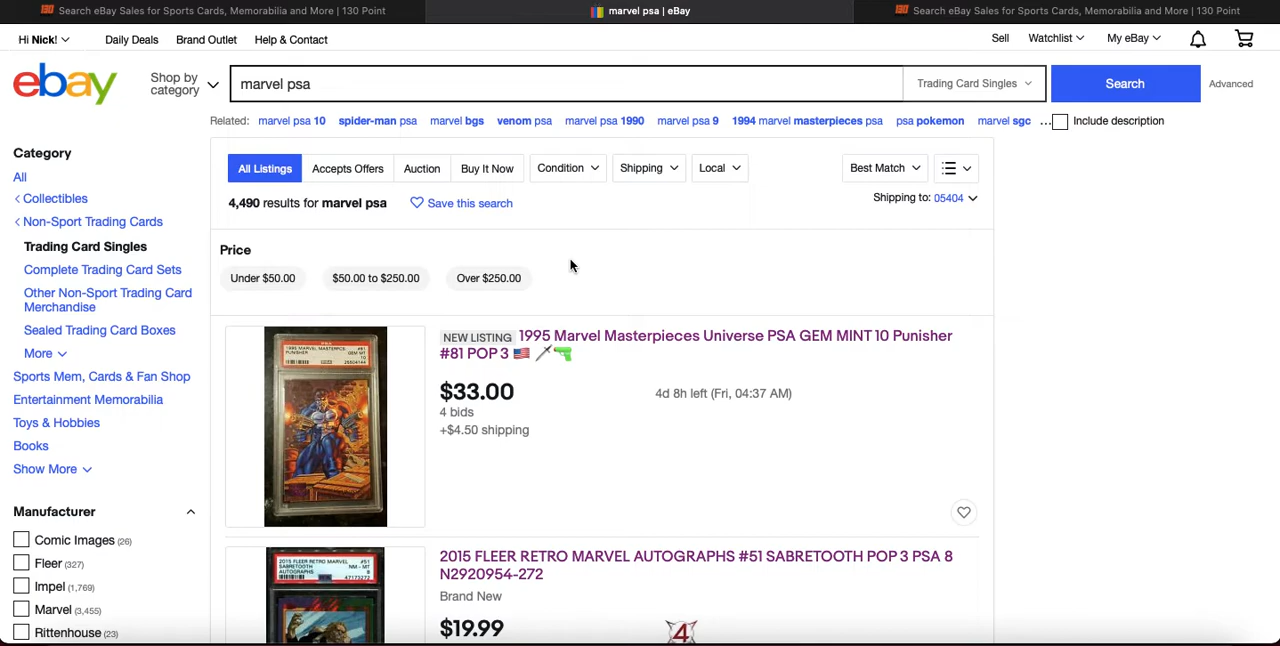 Search eBay Sales for Sports Cards, Memorabilia and More | 130 Point
marvel psa | eBay
Search eBay Sales for Sports Cards, Memorabilia and More | 130 Point
Hi Nick!
Daily Deals
Brand Outlet
Help & Contact
Sell
Watchlist
My eBay
ebay
Shop by
category
marvel psa
Trading Card Singles
Search
Advanced
Related: marvel psa 10 spider-man psa marvel bgs venom psa marvel psa 1990 marvel psa 9 1994 marvel masterpieces psa psa pokemon marvel sgc ...
Include description
Category
All
Collectibles
Non-Sport Trading Cards
Trading Card Singles
Complete Trading Card Sets
Other Non-Sport Trading Card
Merchandise
Sealed Trading Card Boxes
More
Sports Mem, Cards & Fan Shop
Entertainment Memorabilia
Toys & Hobbies
Books
Show More
Manufacturer
Comic Images (26)
Fleer (327)
Impel (1,769)
Marvel (3,455)
Rittenhouse (23)
All Listings
Accepts Offers
Auction
Buy It Now
Condition
Shipping
Local
Best Match
4,490 results for marvel psa
Save this search
Shipping to: 05404
Price
Under $50.00
$50.00 to $250.00
Over $250.00
NEW LISTING 1995 Marvel Masterpieces Universe PSA GEM MINT 10 Punisher
#81 POP 3
$33.00
4 bids
+$4.50 shipping
4d 8h left (Fri, 04:37 AM)
2015 FLEER RETRO MARVEL AUTOGRAPHS #51 SABRETOOTH POP 3 PSA 8
N2920954-272
Brand New
$19.99
4